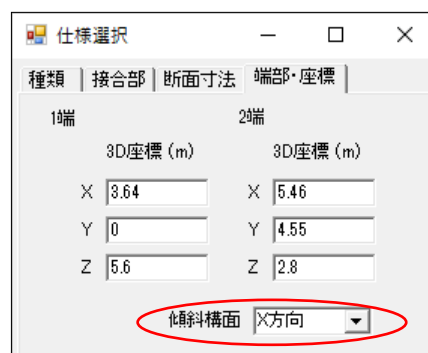 仕様選択
種類 接合部 断面寸法 端部・座標
1端 2端
3D座標 (m) 3D座標 (m)
X 3.64 X 5.46
Y 0 Y 4.55
Z 5.6 Z 2.8
傾斜構面 X方向